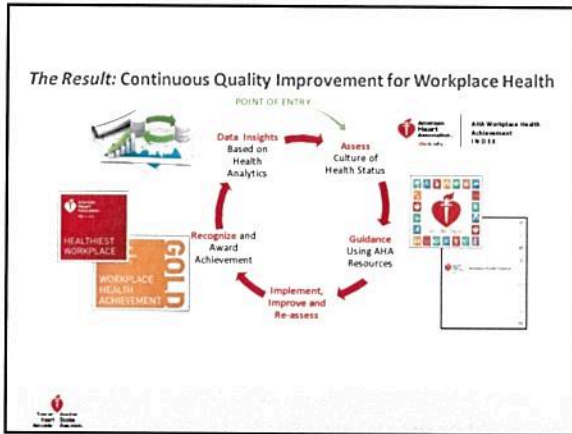 The Result: Continuous Quality Improvement for Workplace Health
POINT OF ENTRY
Data Insights
Based on
Health
Analytics
Assess
Culture of
Health Status
American
Heart
Association
AHA Workplace Health
Achievement
INDEX
Recognize and
Award
Achievement
Guidance
Using AHA
Resources
Implement,
Improve and
Re-assess
HEALTHIEST
WORKPLACE
WORKPLACE
HEALTH
ACHIEVEMENT
GOLD